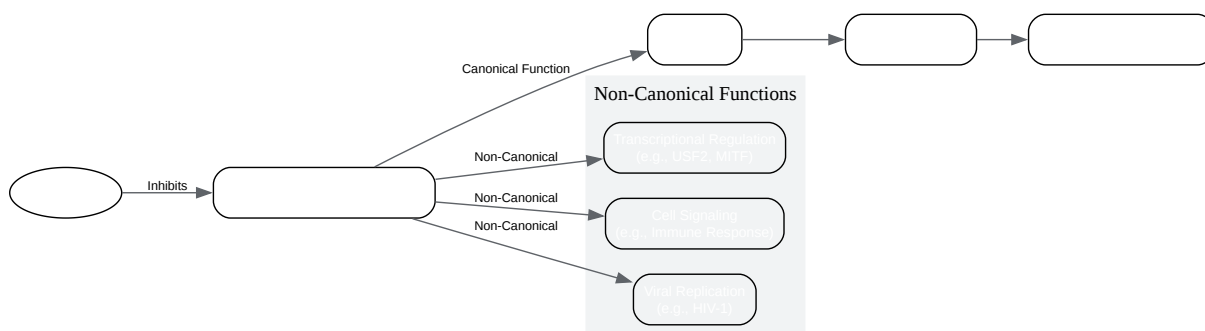 Canonical Function
Non-Canonical Functions
Transcriptional Regulation
(e.g., USF2, MITF)
Non-Canonical
Inhibits
Non-Canonical
Cell Signaling
(e.g., Immune Response)
Non-Canonical
Viral Replication
(e.g., HIV-1)